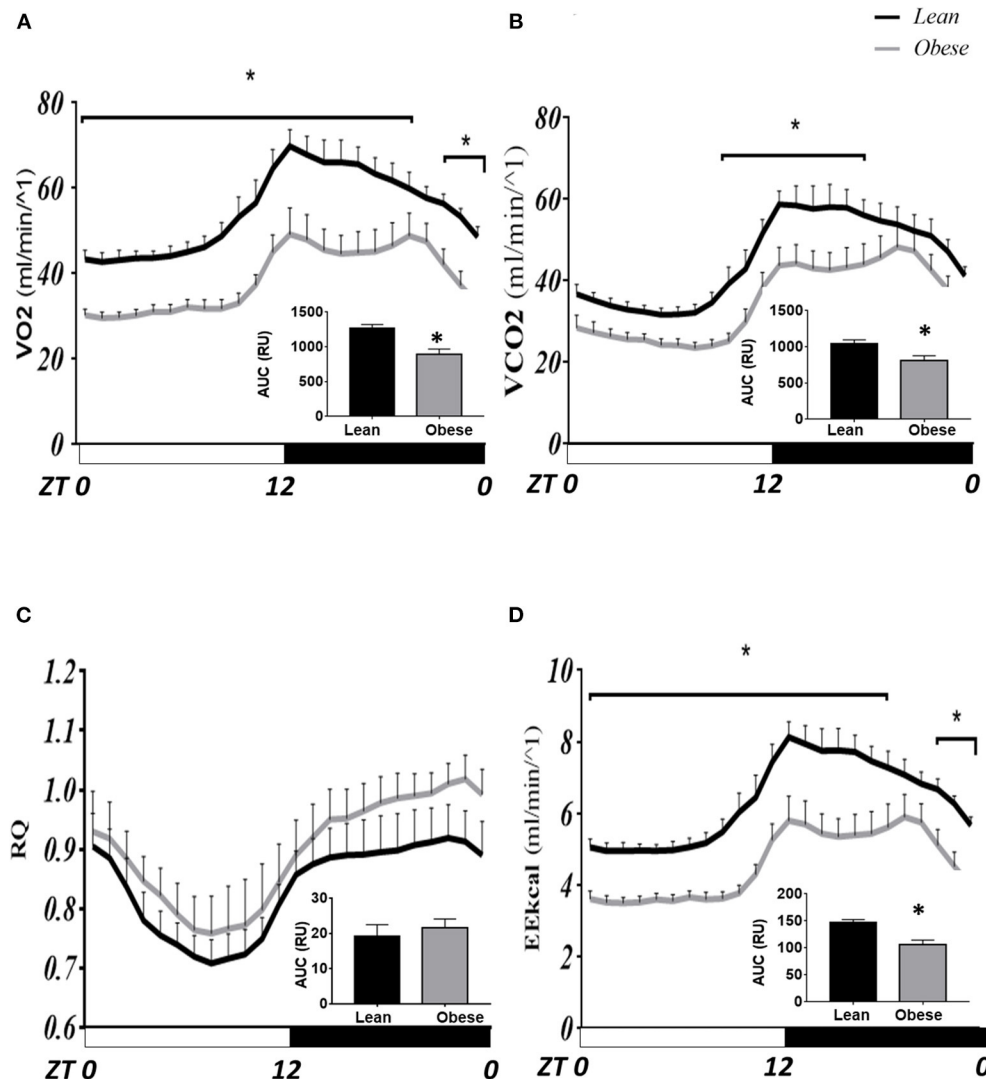 A
B
Lean
Obese
*
*
80
60
40
20
0
VO2 (ml/min/^1)
1500
1000
500
0
AUC (RU)
*
Lean
Obese
ZT 0
12
0
*
80
60
40
20
0
VCO2 (ml/min/^1)
1500
1000
500
0
AUC (RU)
*
Lean
Obese
ZT 0
12
0
C
D
1.2
1.1
1.0
0.9
0.8
0.7
0.6
RQ
30
20
10
0
AUC (RU)
Lean
Obese
ZT 0
12
0
*
*
10
8
6
4
2
0
EEkcal (ml/min/^1)
200
150
100
50
0
AUC (RU)
*
Lean
Obese
ZT 0
12
0